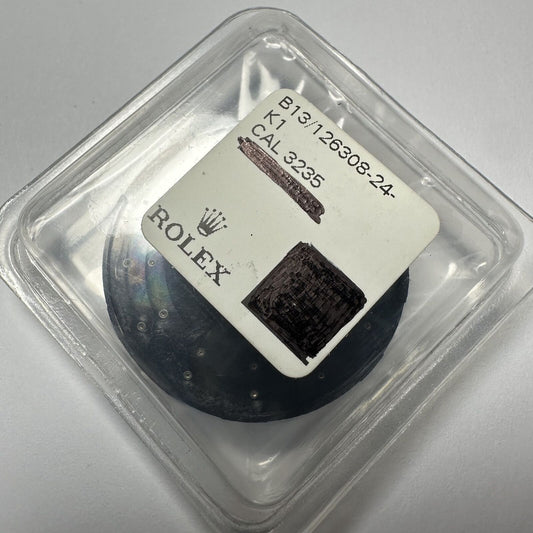 B13/126308-24-
K1
CAL 3235
ROLEX